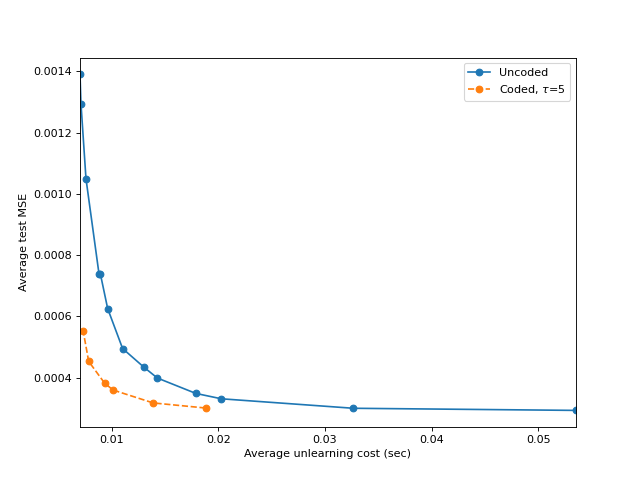 Uncoded
Coded, τ=5
0.0014
0.0012
0.0010
0.0008
0.0006
0.0004
Average test MSE
0.01 0.02 0.03 0.04 0.05
Average unlearning cost (sec)